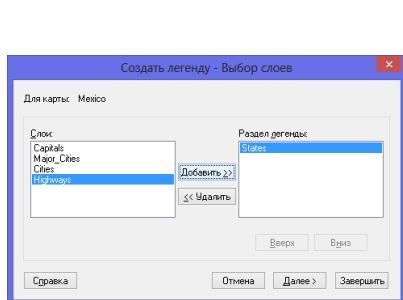 Создать легенду - Выбор слоев
Для карты: Mexico
Слои:
Capitals
Major_Cities
Cities
Highways
Добавить >>
<< Удалить
Раздел легенды:
States
Вверх Вниз
Справка Отмена Далее > Завершить